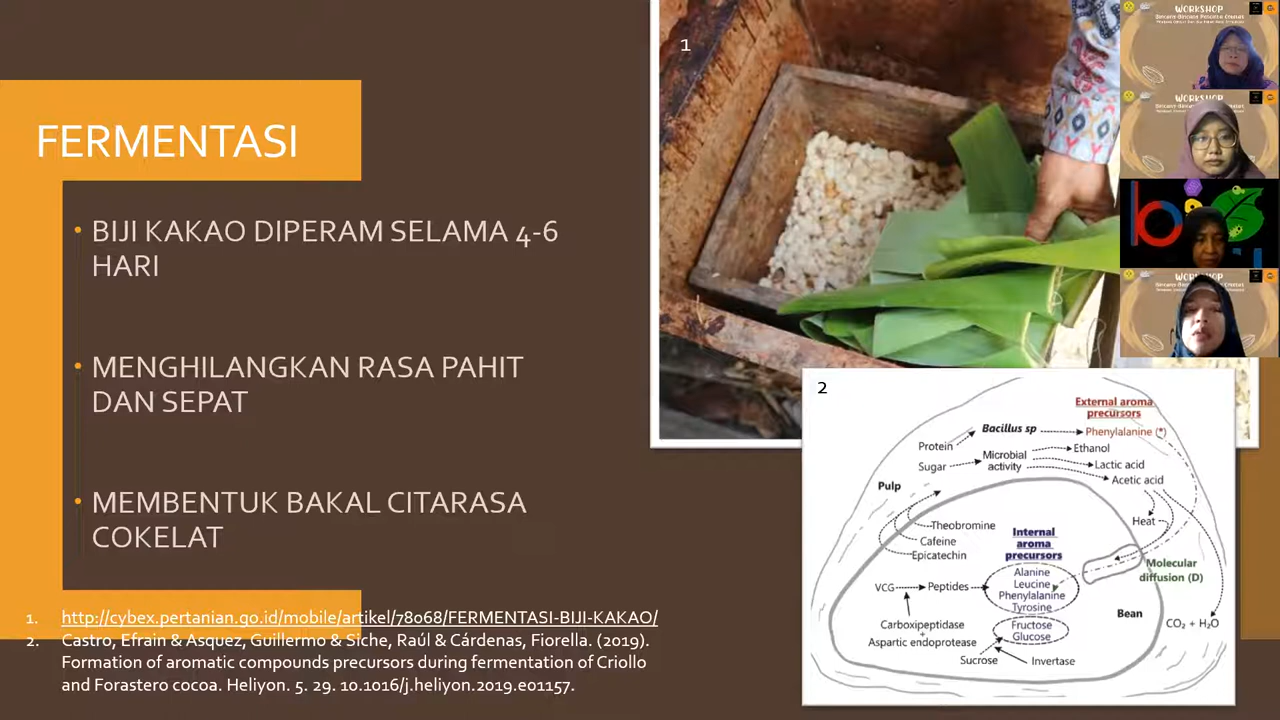 FERMENTASI
• BIJI KAKAO DIPERAM SELAMA 4-6
HARI
• MENGHILANGKAN RASA PAHIT
DAN SEPAT
• MEMBENTUK BAKAL CITARASA
COKELAT
1. http://cybex.pertanian.go.id/mobile/artikel/78068/FERMENTASI-BIJI-KAKAO/
2. Castro, Efrain & Asquez, Guillermo & Siche, Raúl & Cárdenas, Fiorella. (2019).
Formation of aromatic compounds precursors during fermentation of Criollo
and Forastero cocoa. Heliyon. 5. 29. 10.1016/j.heliyon.2019.e01157.
1
2
External aroma
precursors
Bacillus sp
Phenylalanine (*)
Protein
Ethanol
Sugar
Microbial
activity
Lactic acid
Acetic acid
Pulp
Heat
Theobromine
Cafeine
Epicatechin
Internal
aroma
precursors
Molecular
diffusion (D)
Alanine
Leucine
Phenylalanine
Tyrosine
VCG
Peptides
Bean
CO₂ + H₂O
Carboxipeptidase
+
Aspartic endoprotease
Fructose
Glucose
Sucrose
Invertase
WORKSHOP
WORKSHOP
WORKSHOP